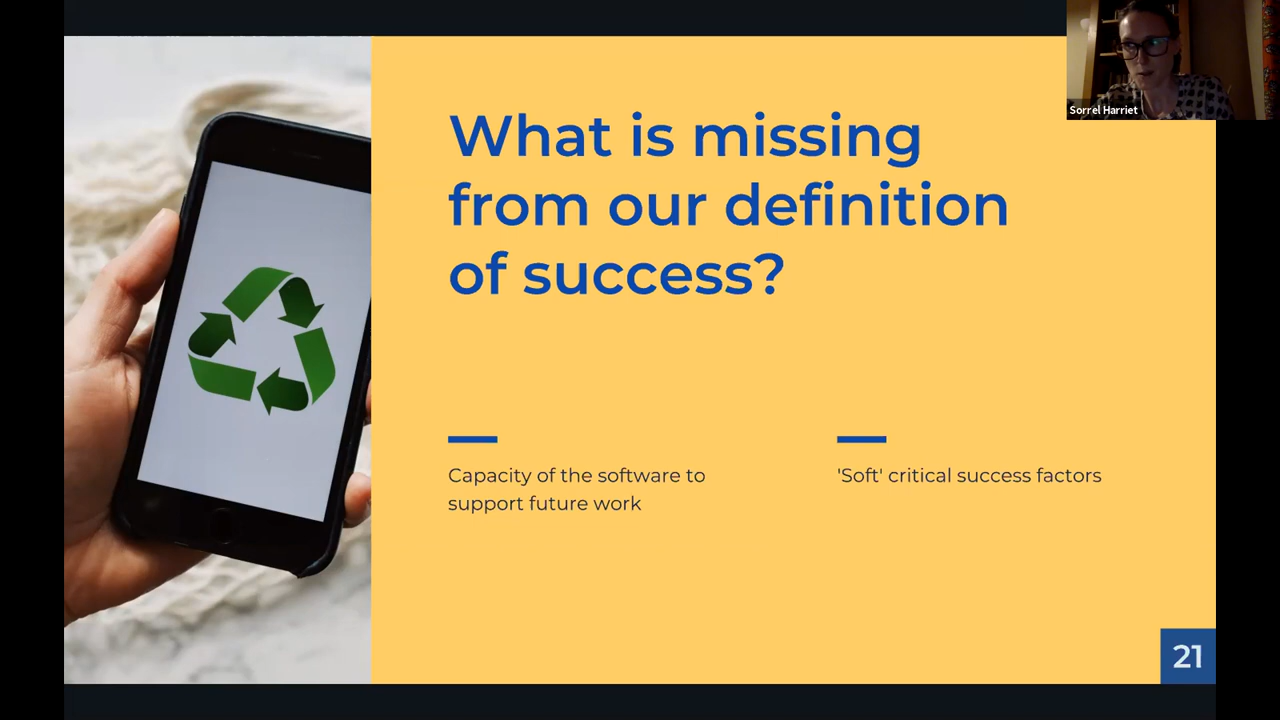 Sorrel Harriet
What is missing
from our definition
of success?
Capacity of the software to
support future work
'Soft' critical success factors
21